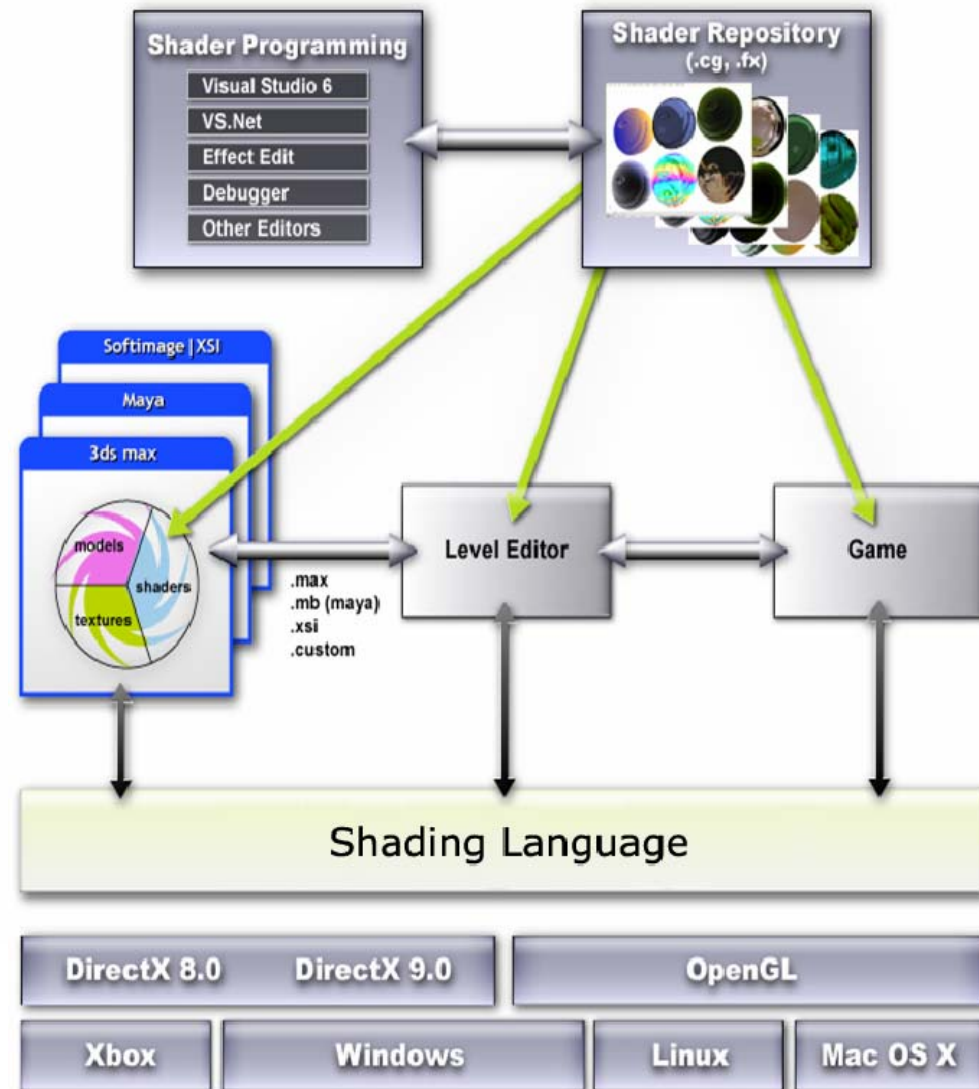 Shader Programming
Visual Studio 6
VS.Net
Effect Edit
Debugger
Other Editors
Shader Repository
(.cg, .fx)
Softimage | XSI
Maya
3ds max
models
shaders
textures
.max
.mb (maya)
.xsi
.custom
Level Editor
Game
Shading Language
DirectX 8.0 DirectX 9.0
OpenGL
Xbox
Windows
Linux
Mac OS X